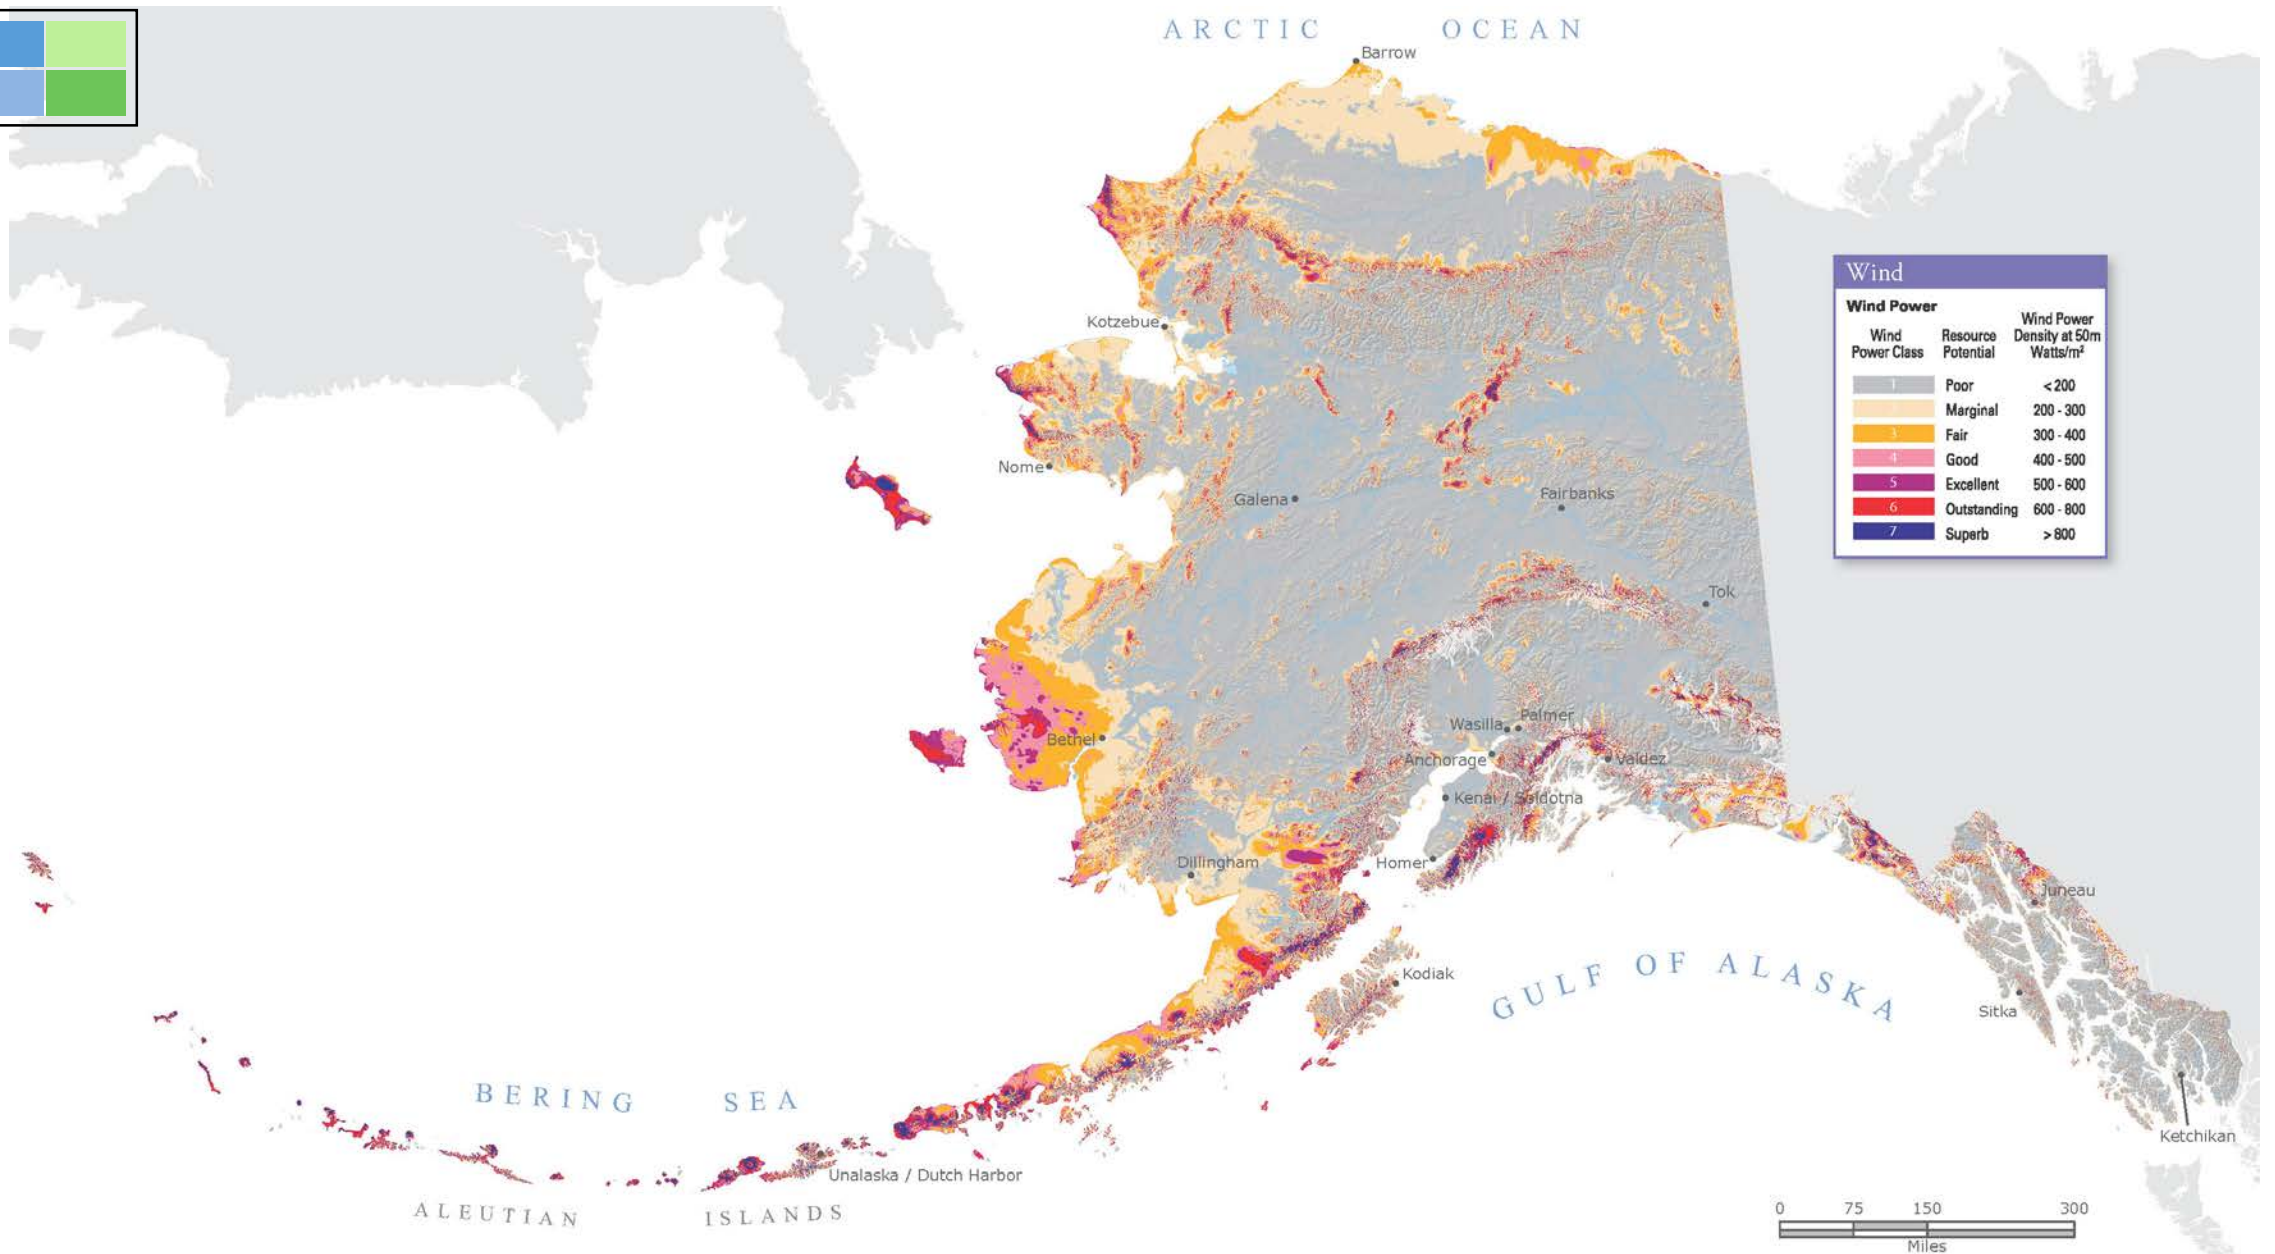 ARCTIC OCEAN
Barrow
Kotzebue
Nome
Galena
Fairbanks
Tok
Bethel
Wasilla
Palmer
Anchorage
Valdez
Kenai / Soldotna
Dillingham
Homer
Juneau
Kodiak
Sitka
GULF OF ALASKA
Ketchikan
BERING SEA
Unalaska / Dutch Harbor
ALEUTIAN ISLANDS
Wind
Wind Power
Wind
Power Class
Resource
Potential
Wind Power
Density at 50m
Watts/m²
1 Poor < 200
Marginal 200 - 300
3 Fair 300 - 400
4 Good 400 - 500
5 Excellent 500 - 600
6 Outstanding 600 - 800
7 Superb > 800
0 75 150 300
Miles